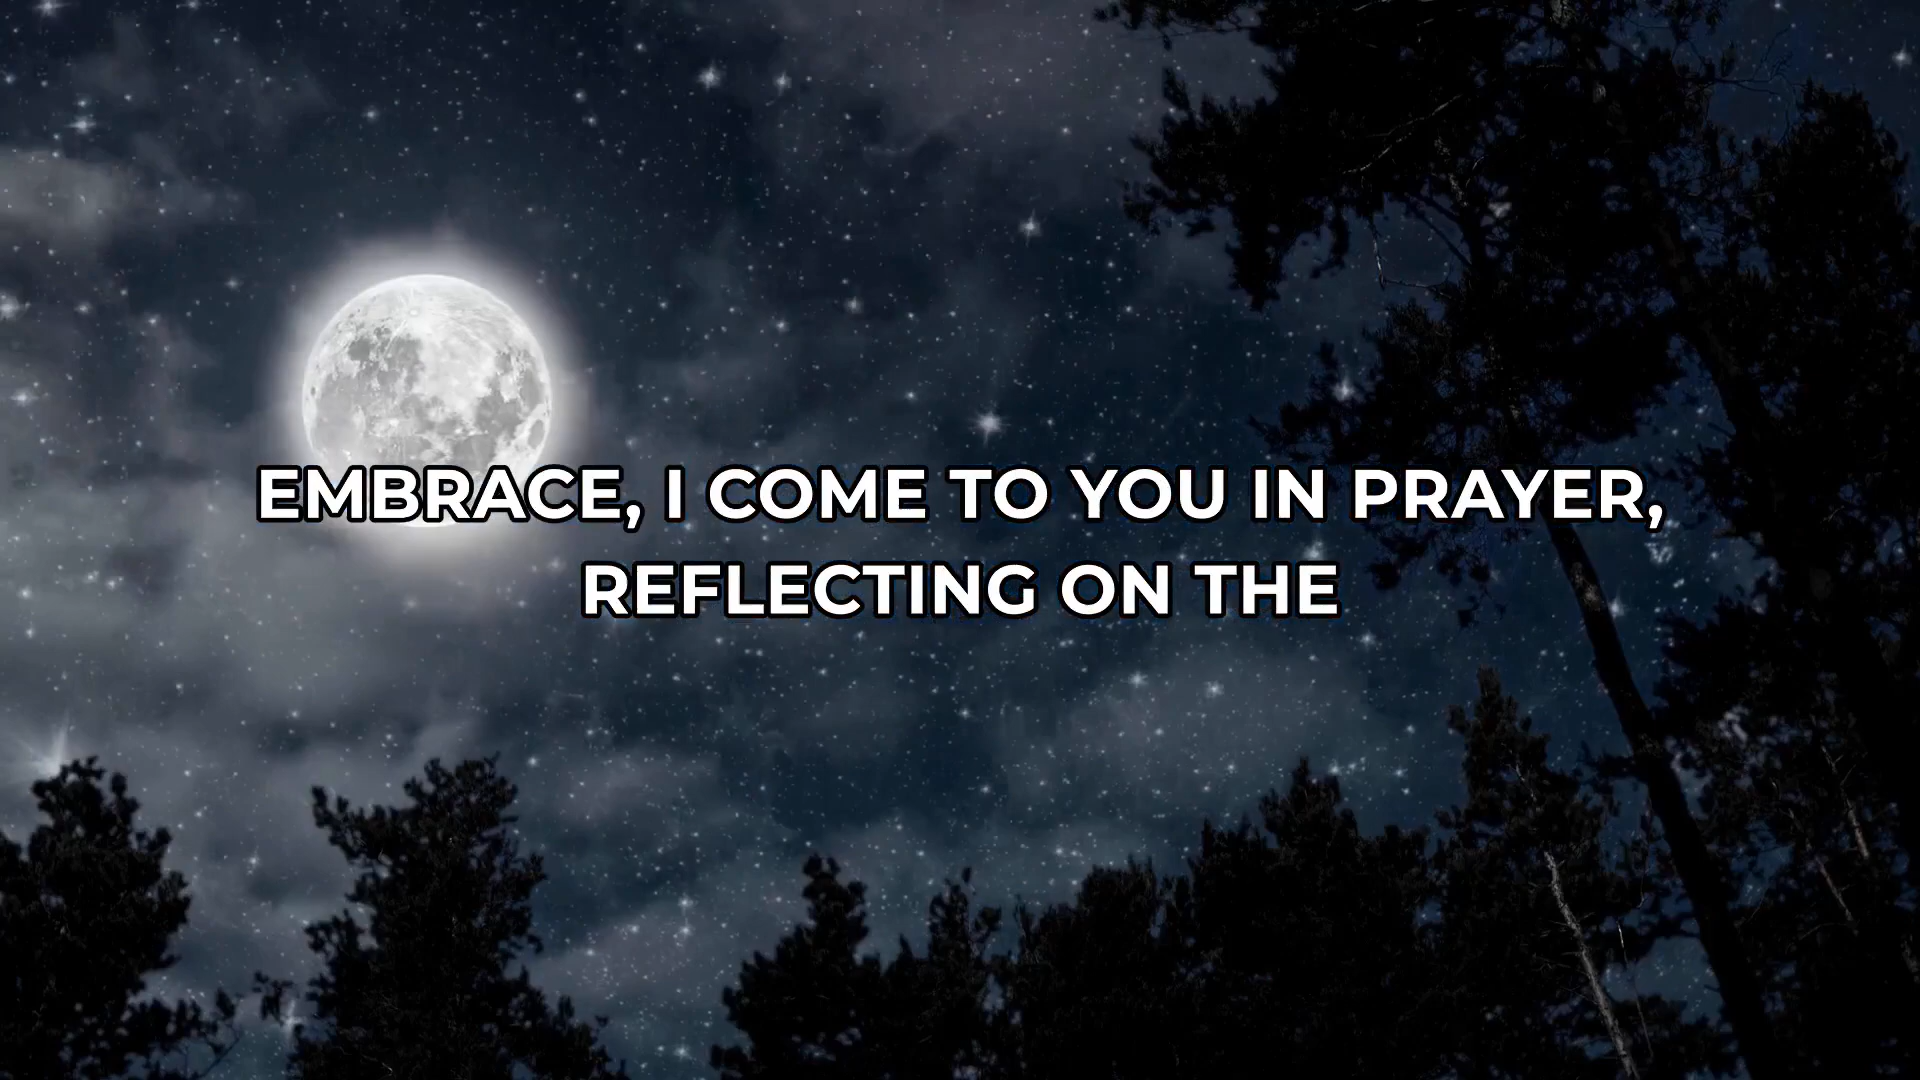 EMBRACE, I COME TO YOU IN PRAYER,
REFLECTING ON THE